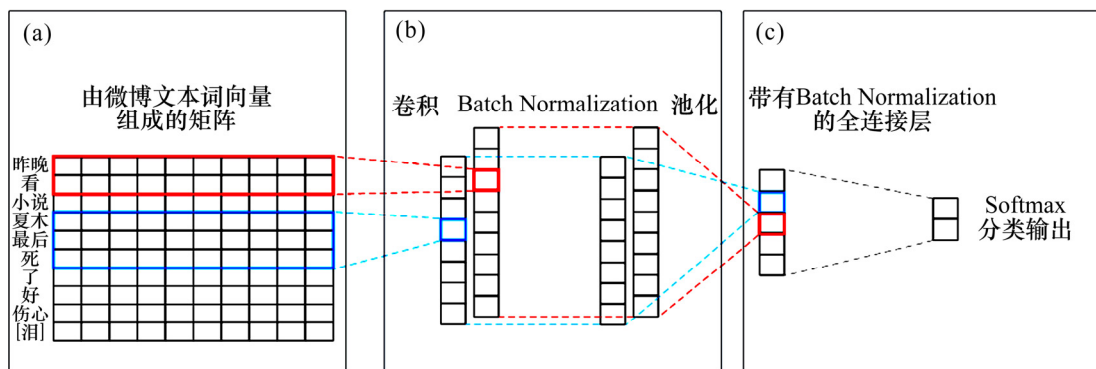 (a)
由微博文本词向量
组成的矩阵
昨晚
看
小说
夏木
最后
死
了
好
伤心
[泪]
(b)
卷积 Batch Normalization 池化
(c)
带有Batch Normalization
的全连接层
Softmax
分类输出